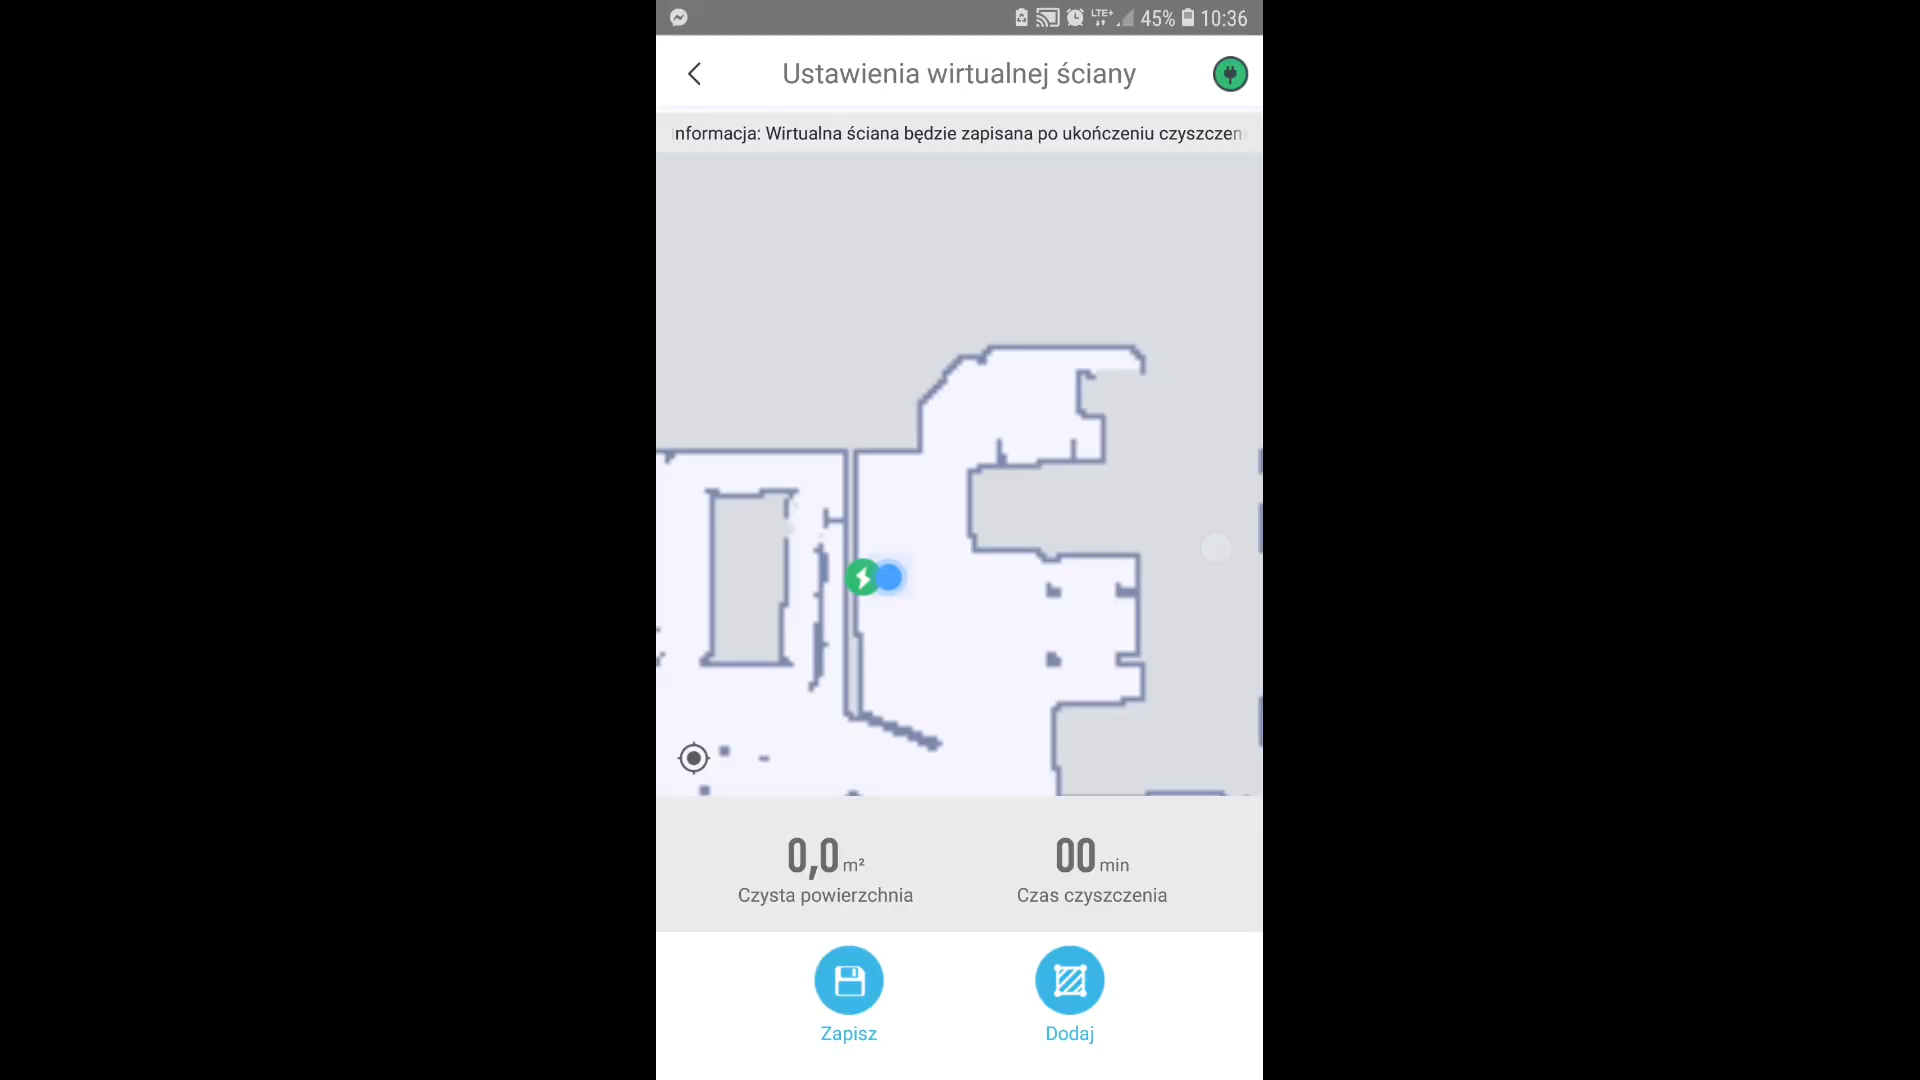 LTE+ 45% 10:36
Ustawienia wirtualnej ściany
nformacja: Wirtualna ściana będzie zapisana po ukończeniu czyszczen
0,0 m² 00 min
Czysta powierzchnia Czas czyszczenia
Zapisz Dodaj